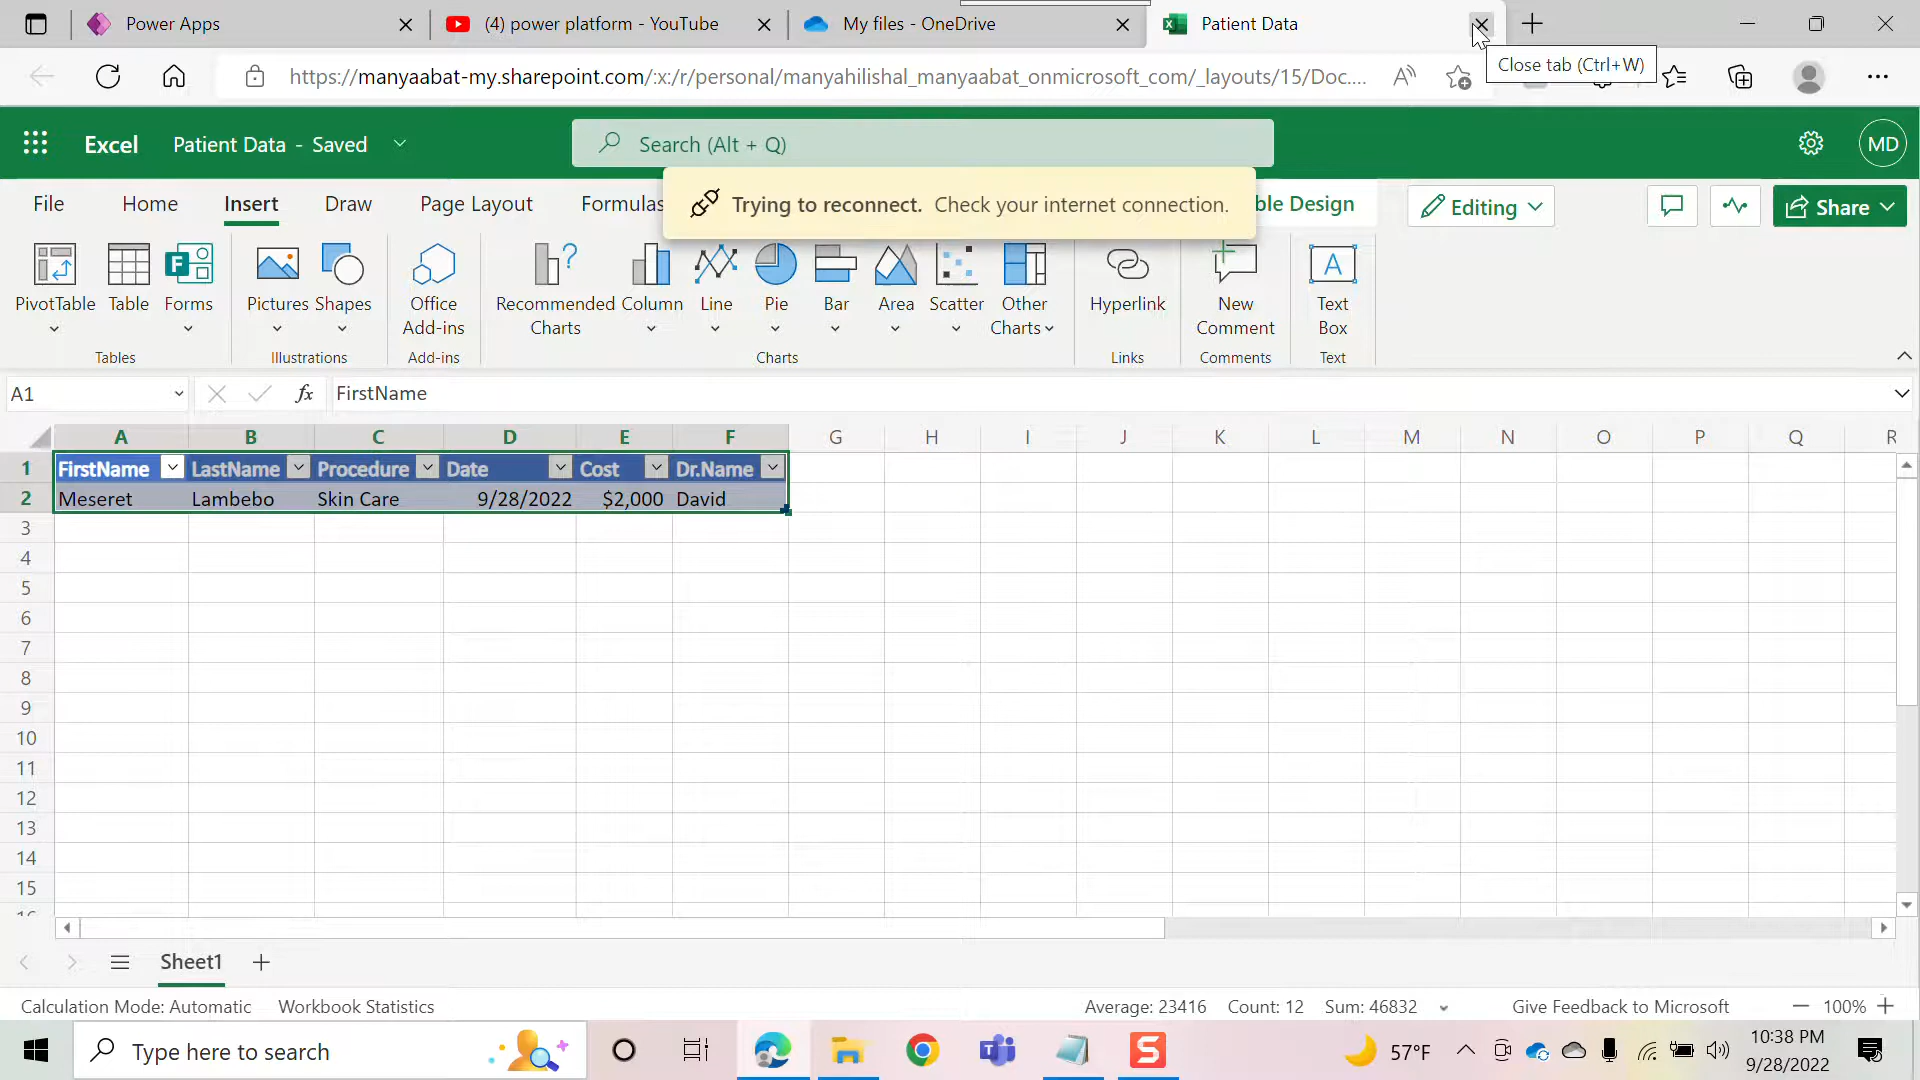 Power Apps
(4) power platform - YouTube
My files - OneDrive
Patient Data
Close tab (Ctrl+W)
https://manyaabat-my.sharepoint.com/:x:/r/personal/manyahilishal_manyaabat_onmicrosoft_com/_layouts/15/Doc....
Excel
Patient Data - Saved
Search (Alt + Q)
MD
Trying to reconnect. Check your internet connection.
File
Home
Insert
Draw
Page Layout
Formulas
ble Design
Editing
Share
PivotTable
Table
Forms
Pictures
Shapes
Office
Add-ins
Recommended
Charts
Column
Line
Pie
Bar
Area
Scatter
Other
Charts
Hyperlink
New
Comment
Text
Box
Tables
Illustrations
Add-ins
Charts
Links
Comments
Text
A1
fx
FirstName
A B C D E F G H I J K L M N O P Q R
1 FirstName LastName Procedure Date Cost Dr.Name
2 Meseret Lambebo Skin Care 9/28/2022 $2,000 David
3
4
5
6
7
8
9
10
11
12
13
14
15
16
Sheet1
Calculation Mode: Automatic Workbook Statistics
Average: 23416 Count: 12 Sum: 46832
Give Feedback to Microsoft
100%
Type here to search
57°F
10:38 PM
9/28/2022